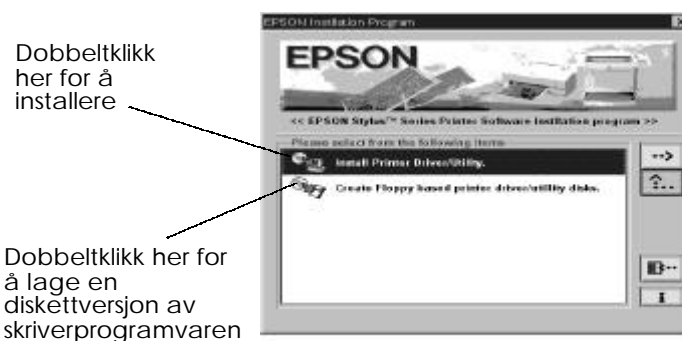 EPSON Installation Program
Dobbeltklikk
her for å
installere
EPSON
<< EPSON Stylus™ Series Printer Software Instllation program >>
Please select from the following items
Install Printer Driver/Utility.
Create Floppy based printer driver/utility disks.
Dobbeltklikk her for
å lage en
diskettversjon av
skriverprogramvaren